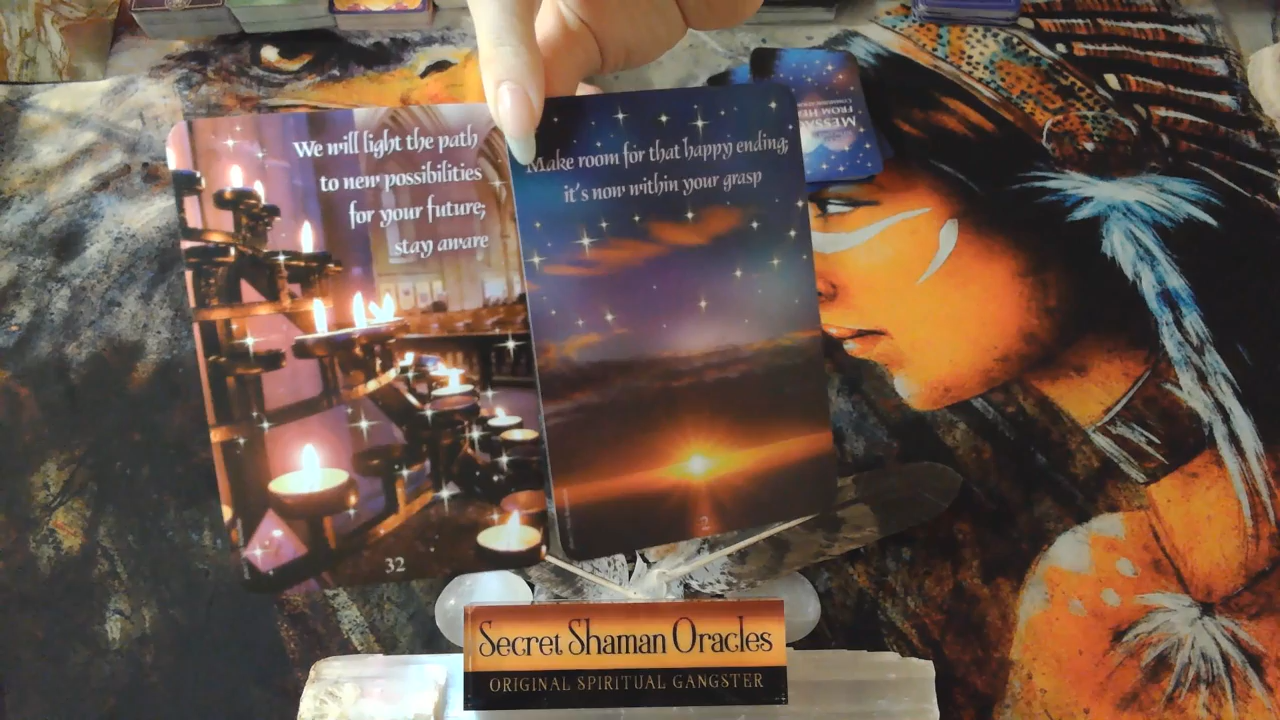 We will light the path
to new possibilities
for your future;
stay aware
32
Make room for that happy ending;
it's now within your grasp
2
Secret Shaman Oracles
ORIGINAL SPIRITUAL GANGSTER